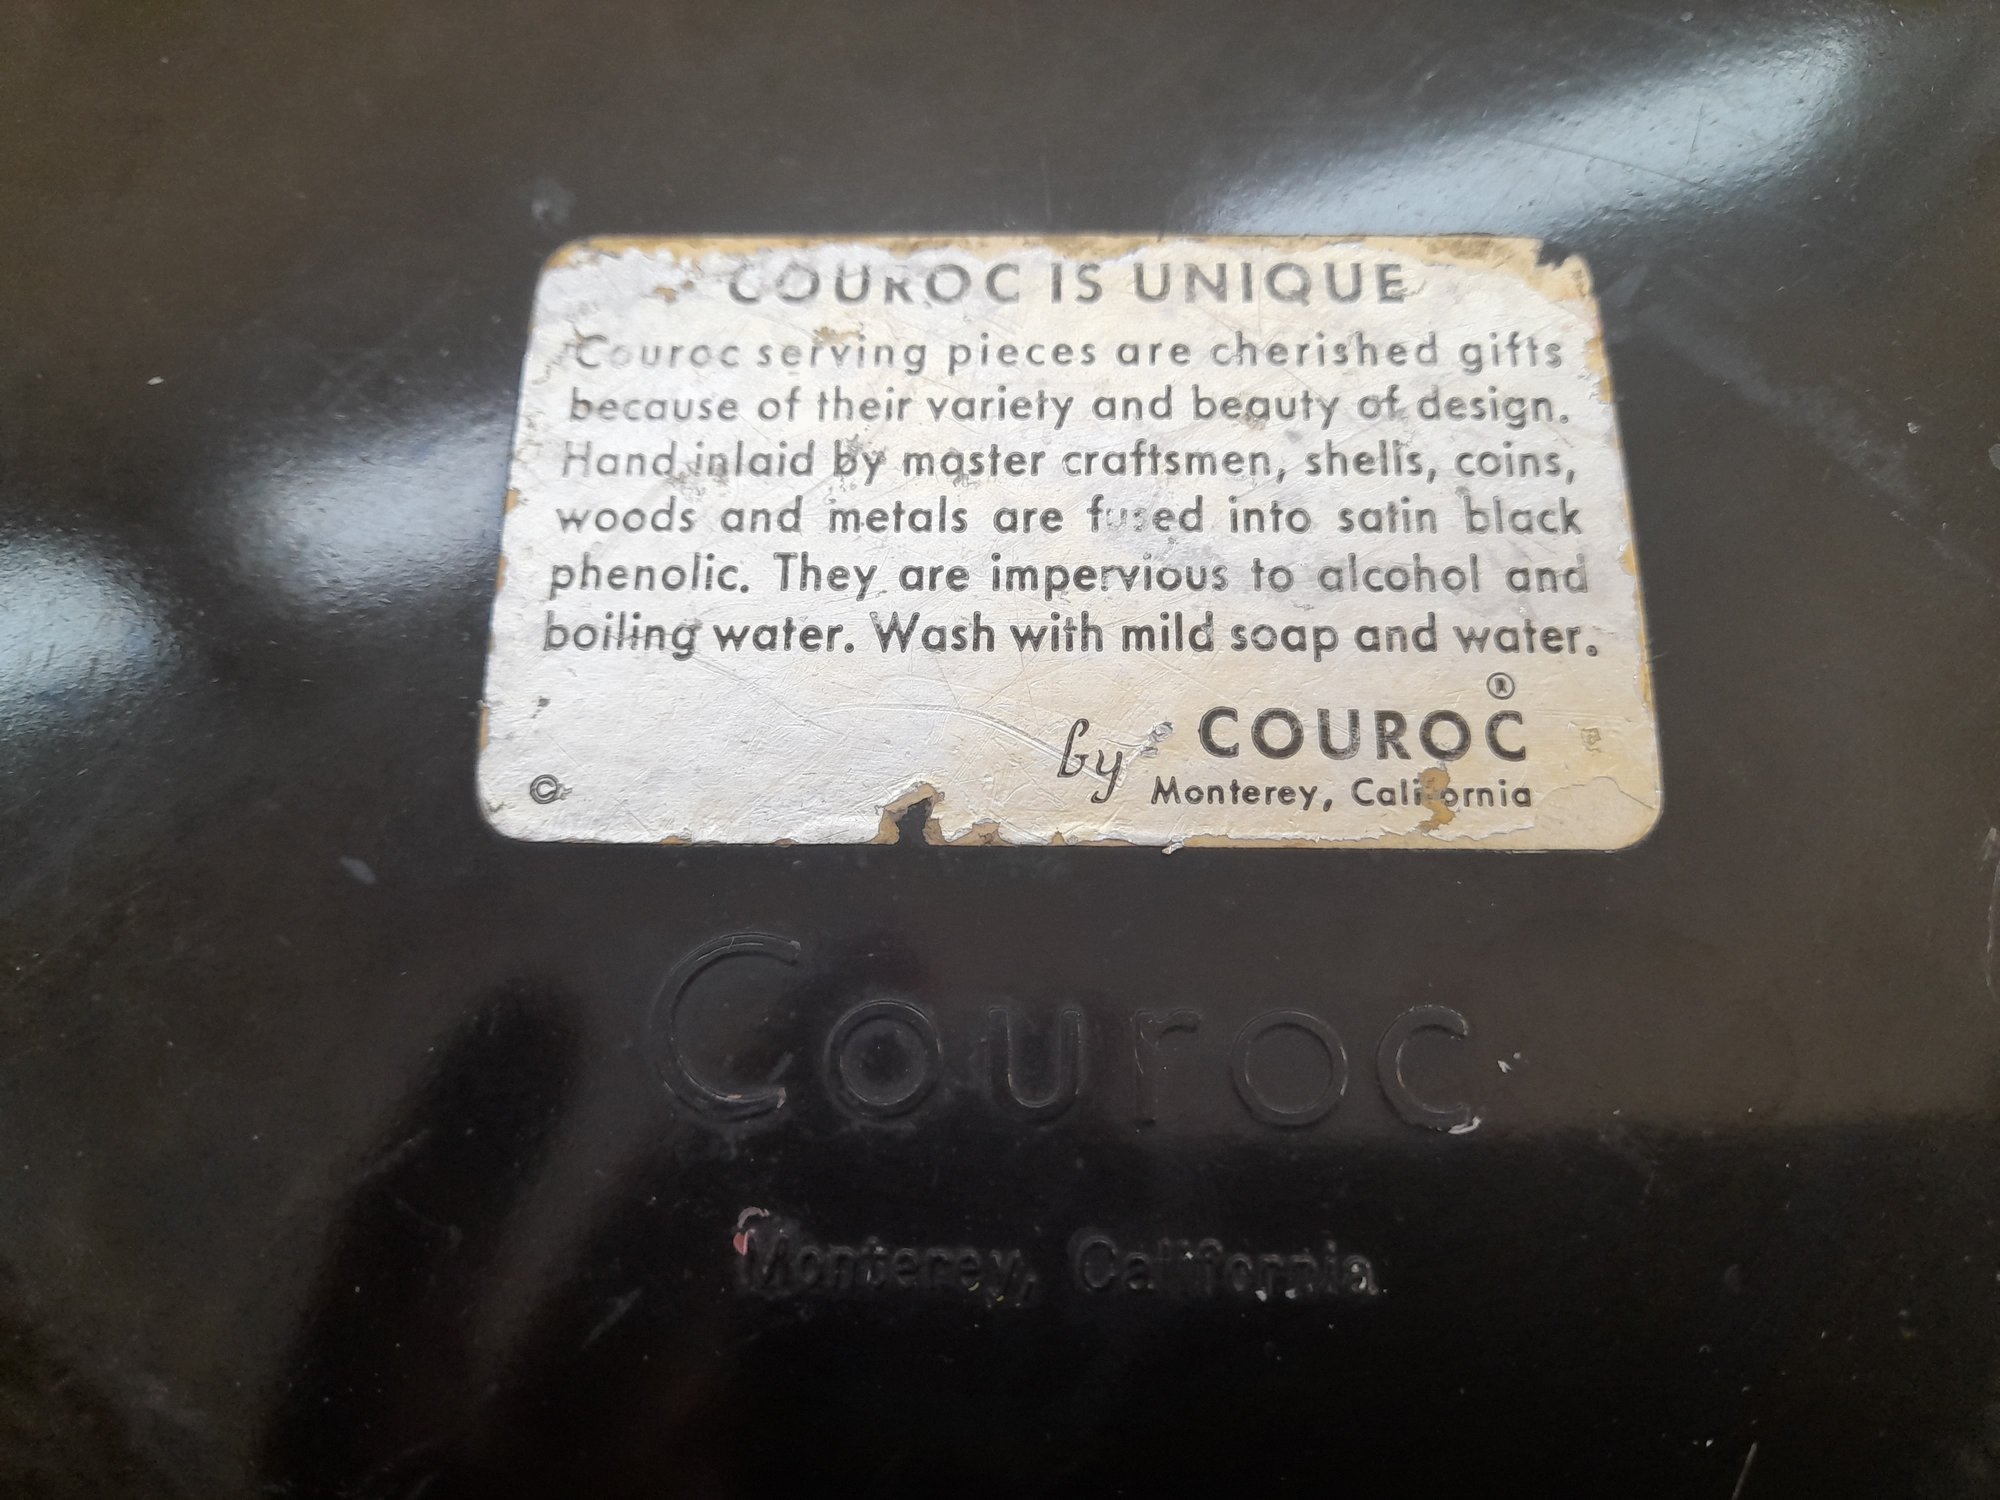 COUROC IS UNIQUE
Couroc serving pieces are cherished gifts
because of their variety and beauty of design.
Hand inlaid by master craftsmen, shells, coins,
woods and metals are fused into satin black
phenolic. They are impervious to alcohol and
boiling water. Wash with mild soap and water.
®
by COUROC
© Monterey, California
Couroc
Monterey, California